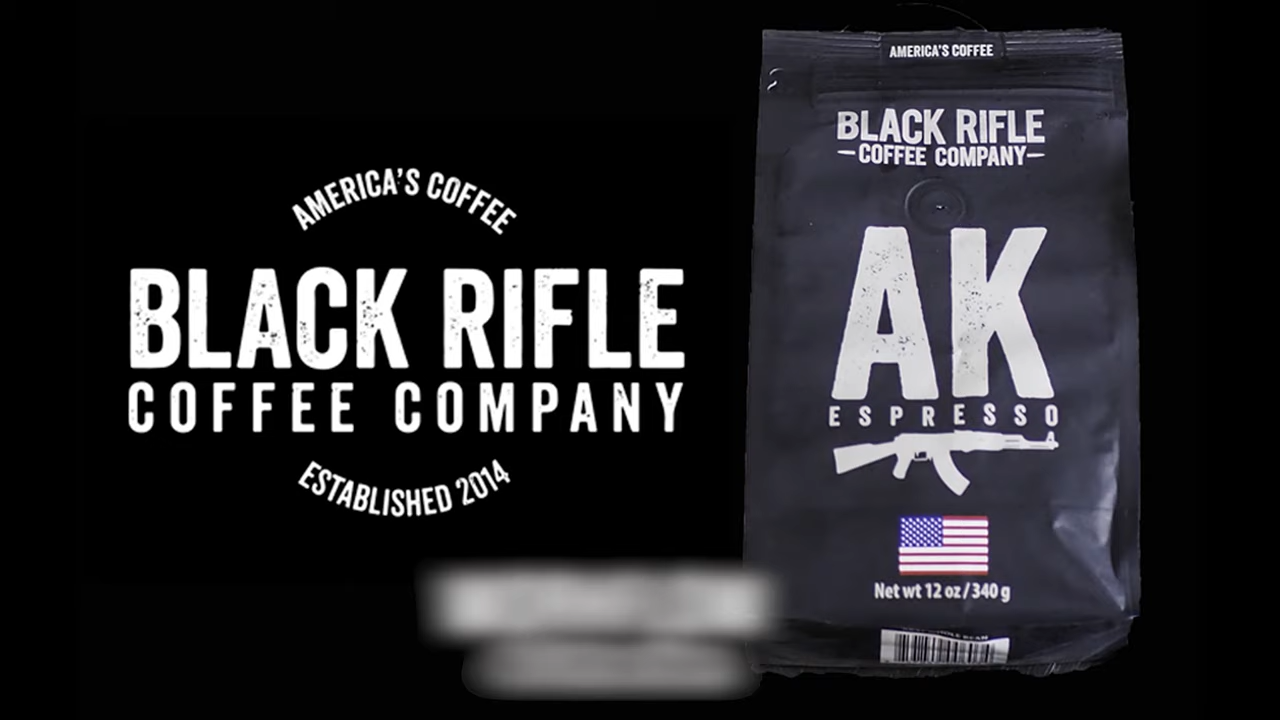 AMERICA'S COFFEE
BLACK RIFLE
COFFEE COMPANY
ESTABLISHED 2014
AMERICA'S COFFEE
BLACK RIFLE
COFFEE COMPANY
AK
ESPRESSO
Net wt 12 oz / 340 g